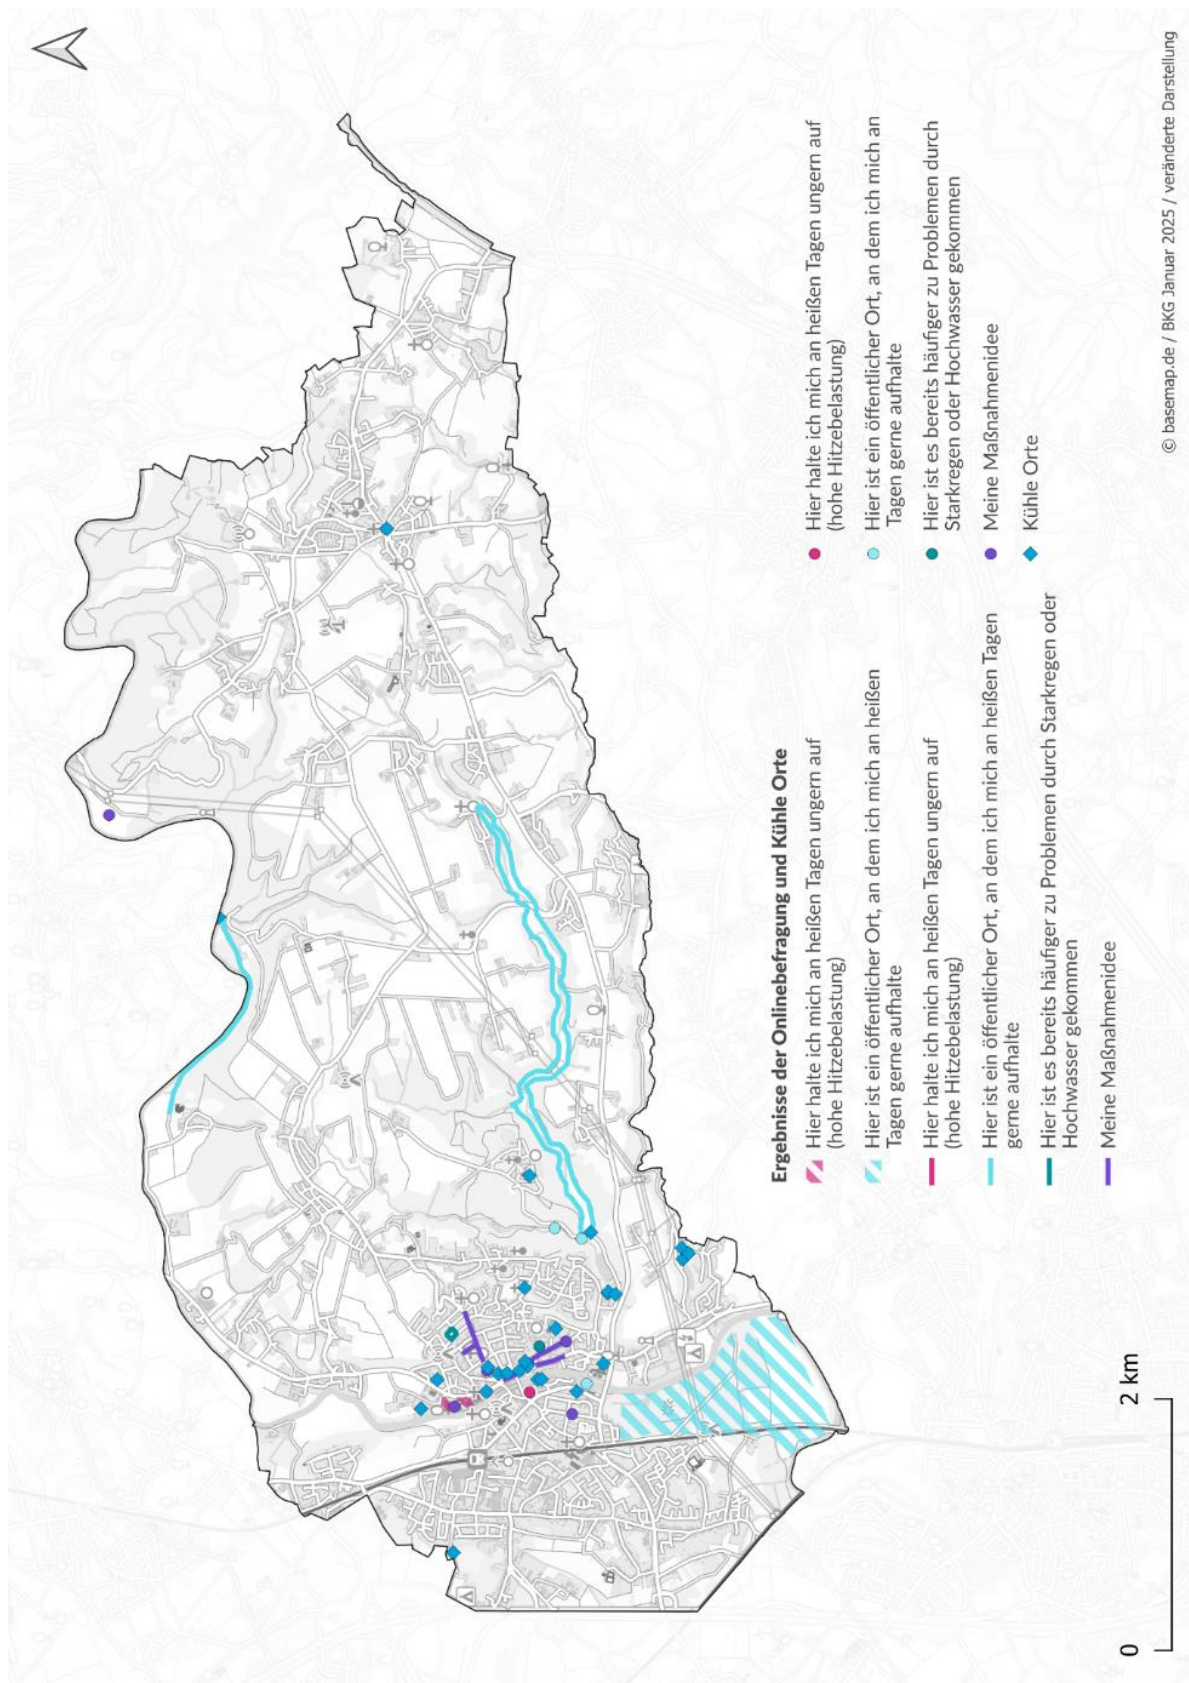 Ergebnisse der Onlinebefragung und Kühle Orte
Hier halte ich mich an heißen Tagen ungern auf
(hohe Hitzebelastung)
Hier ist ein öffentlicher Ort, an dem ich mich an heißen
Tagen gerne aufhalte
Hier halte ich mich an heißen Tagen ungern auf
(hohe Hitzebelastung)
Hier ist ein öffentlicher Ort, an dem ich mich an heißen Tagen
gerne aufhalte
Hier ist es bereits häufiger zu Problemen durch Starkregen oder
Hochwasser gekommen
Meine Maßnahmenidee
Hier halte ich mich an heißen Tagen ungern auf
(hohe Hitzebelastung)
Hier ist ein öffentlicher Ort, an dem ich mich an
Tagen gerne aufhalte
Hier ist es bereits häufiger zu Problemen durch
Starkregen oder Hochwasser gekommen
Meine Maßnahmenidee
Kühle Orte
0
2 km
© basemap.de / BKG Januar 2025 / veränderte Darstellung